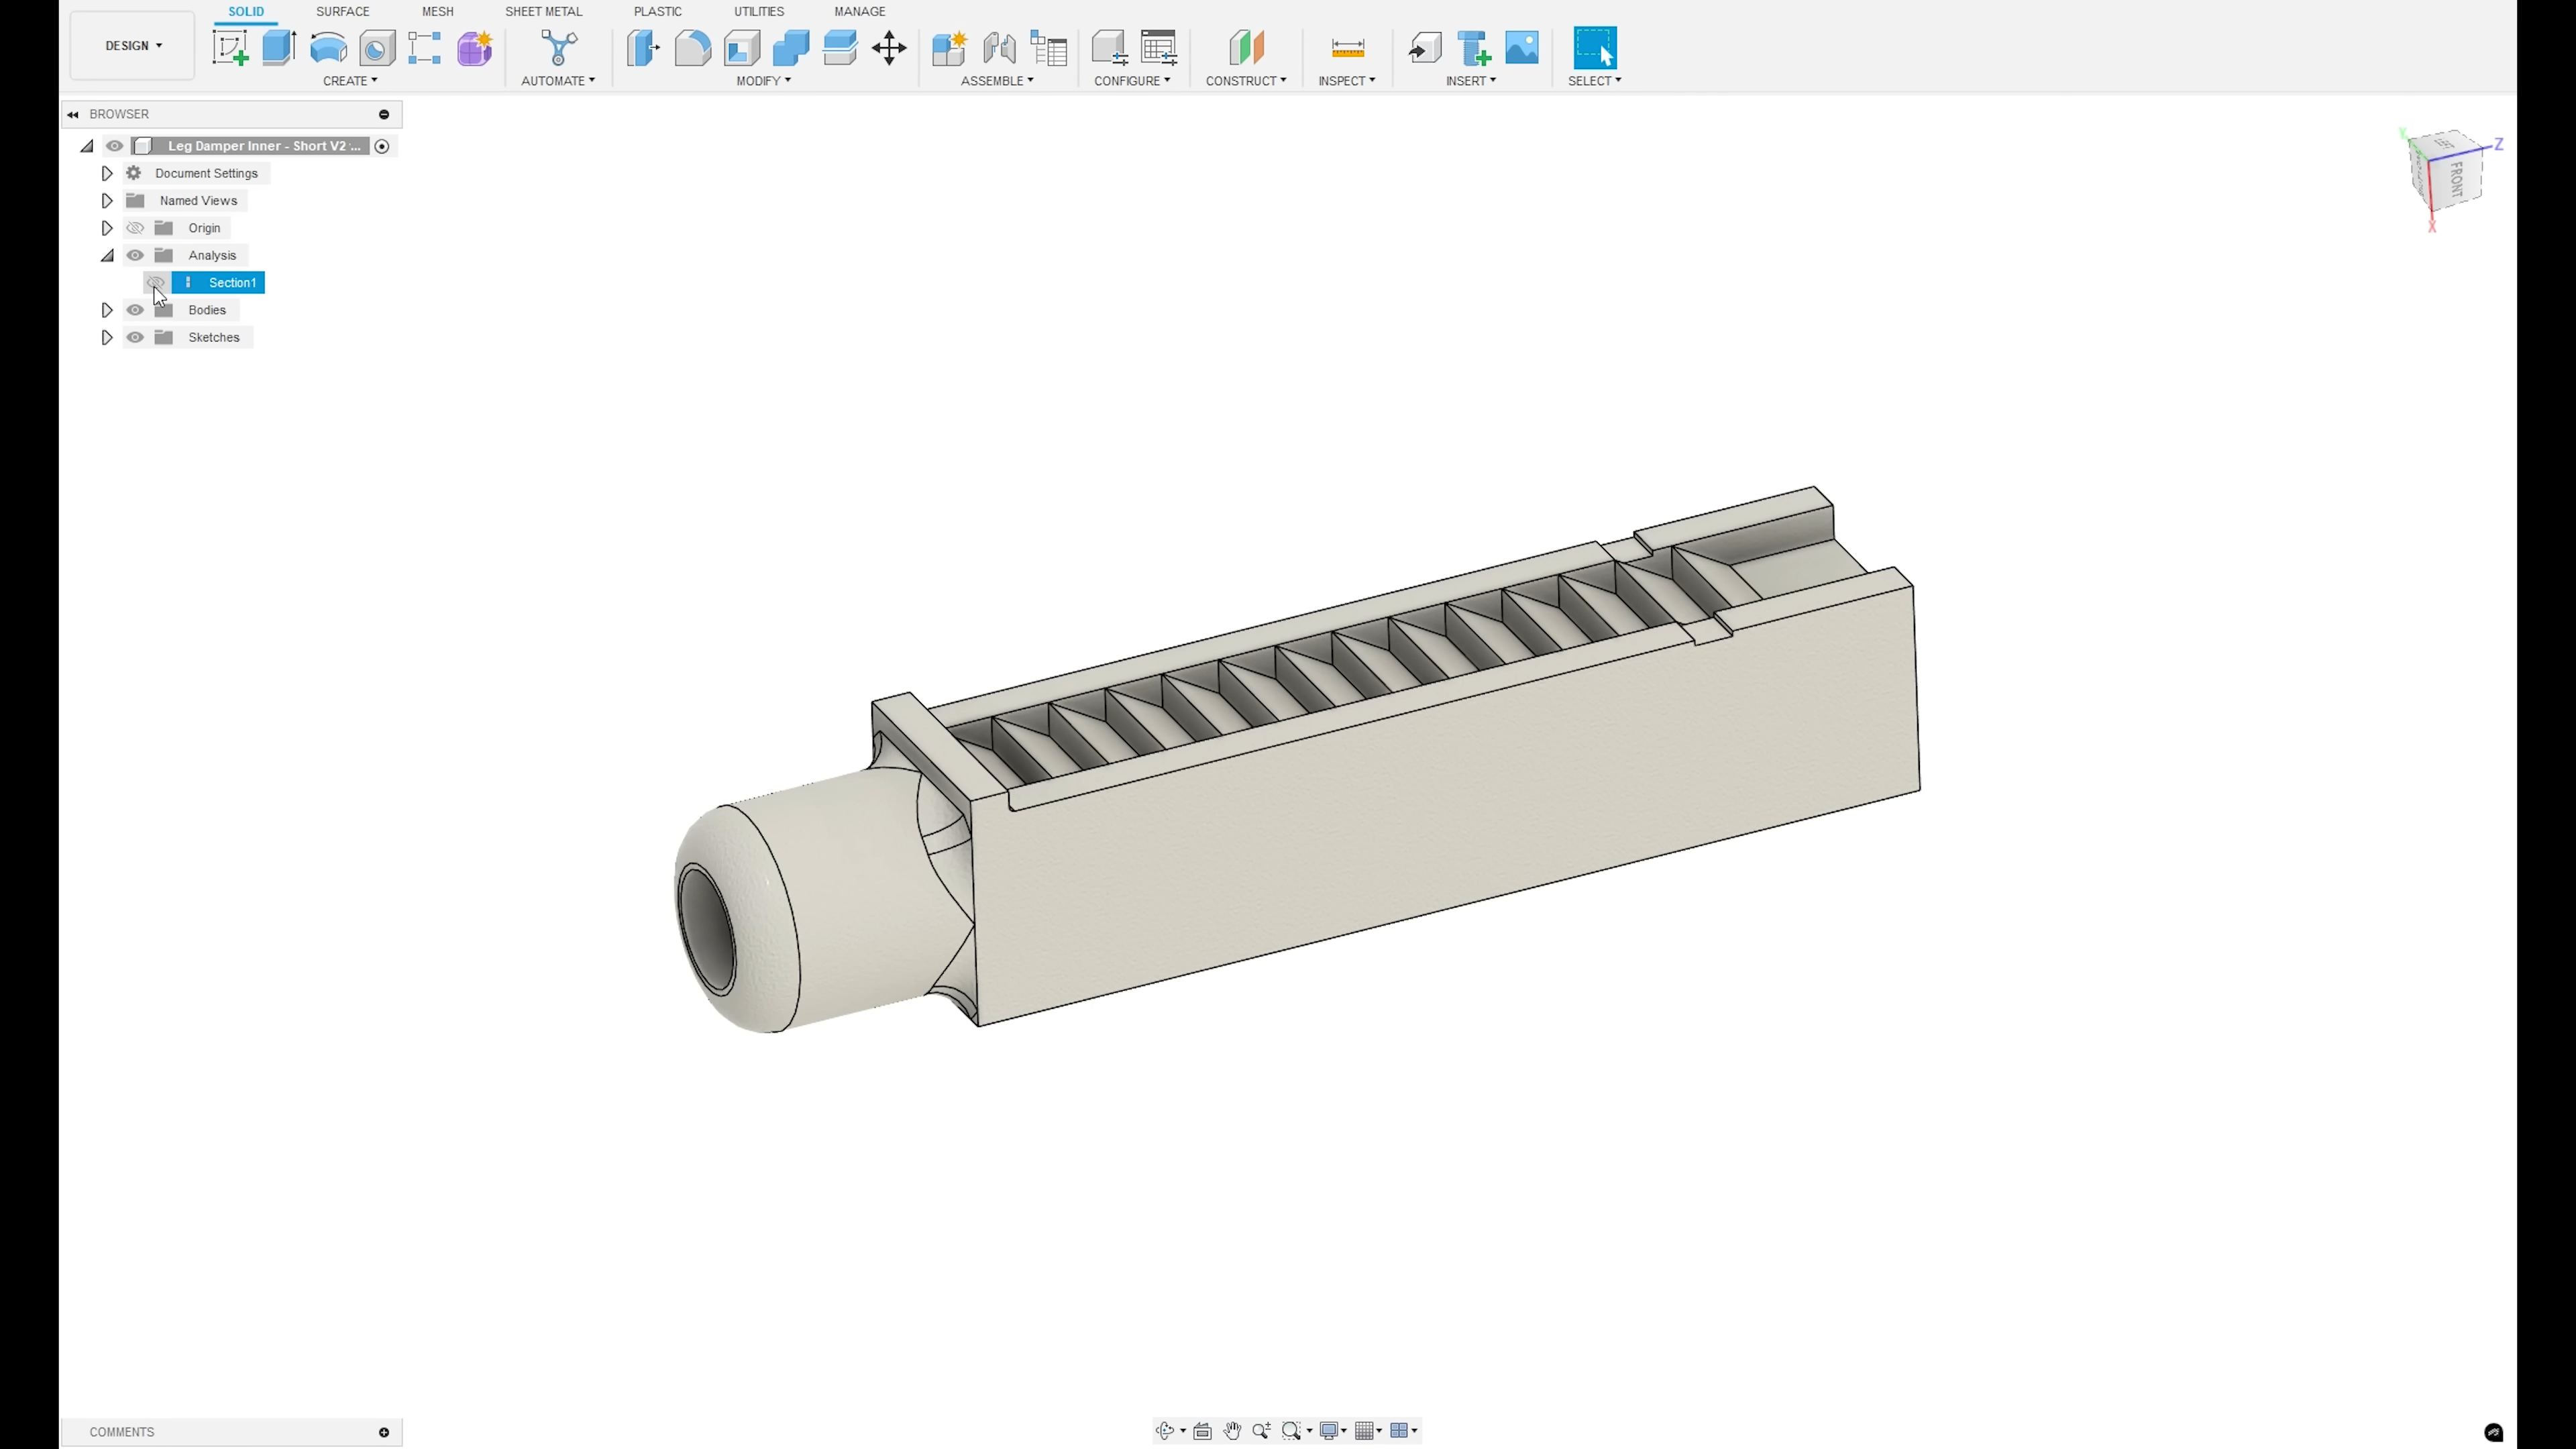 SOLID SURFACE MESH SHEET METAL PLASTIC UTILITIES MANAGE
DESIGN
CREATE AUTOMATE MODIFY ASSEMBLE CONFIGURE CONSTRUCT INSPECT INSERT SELECT
BROWSER
Leg Damper Inner - Short V2 ...
Document Settings
Named Views
Origin
Analysis
Section1
Bodies
Sketches
Y
Z
FRONT
X
COMMENTS